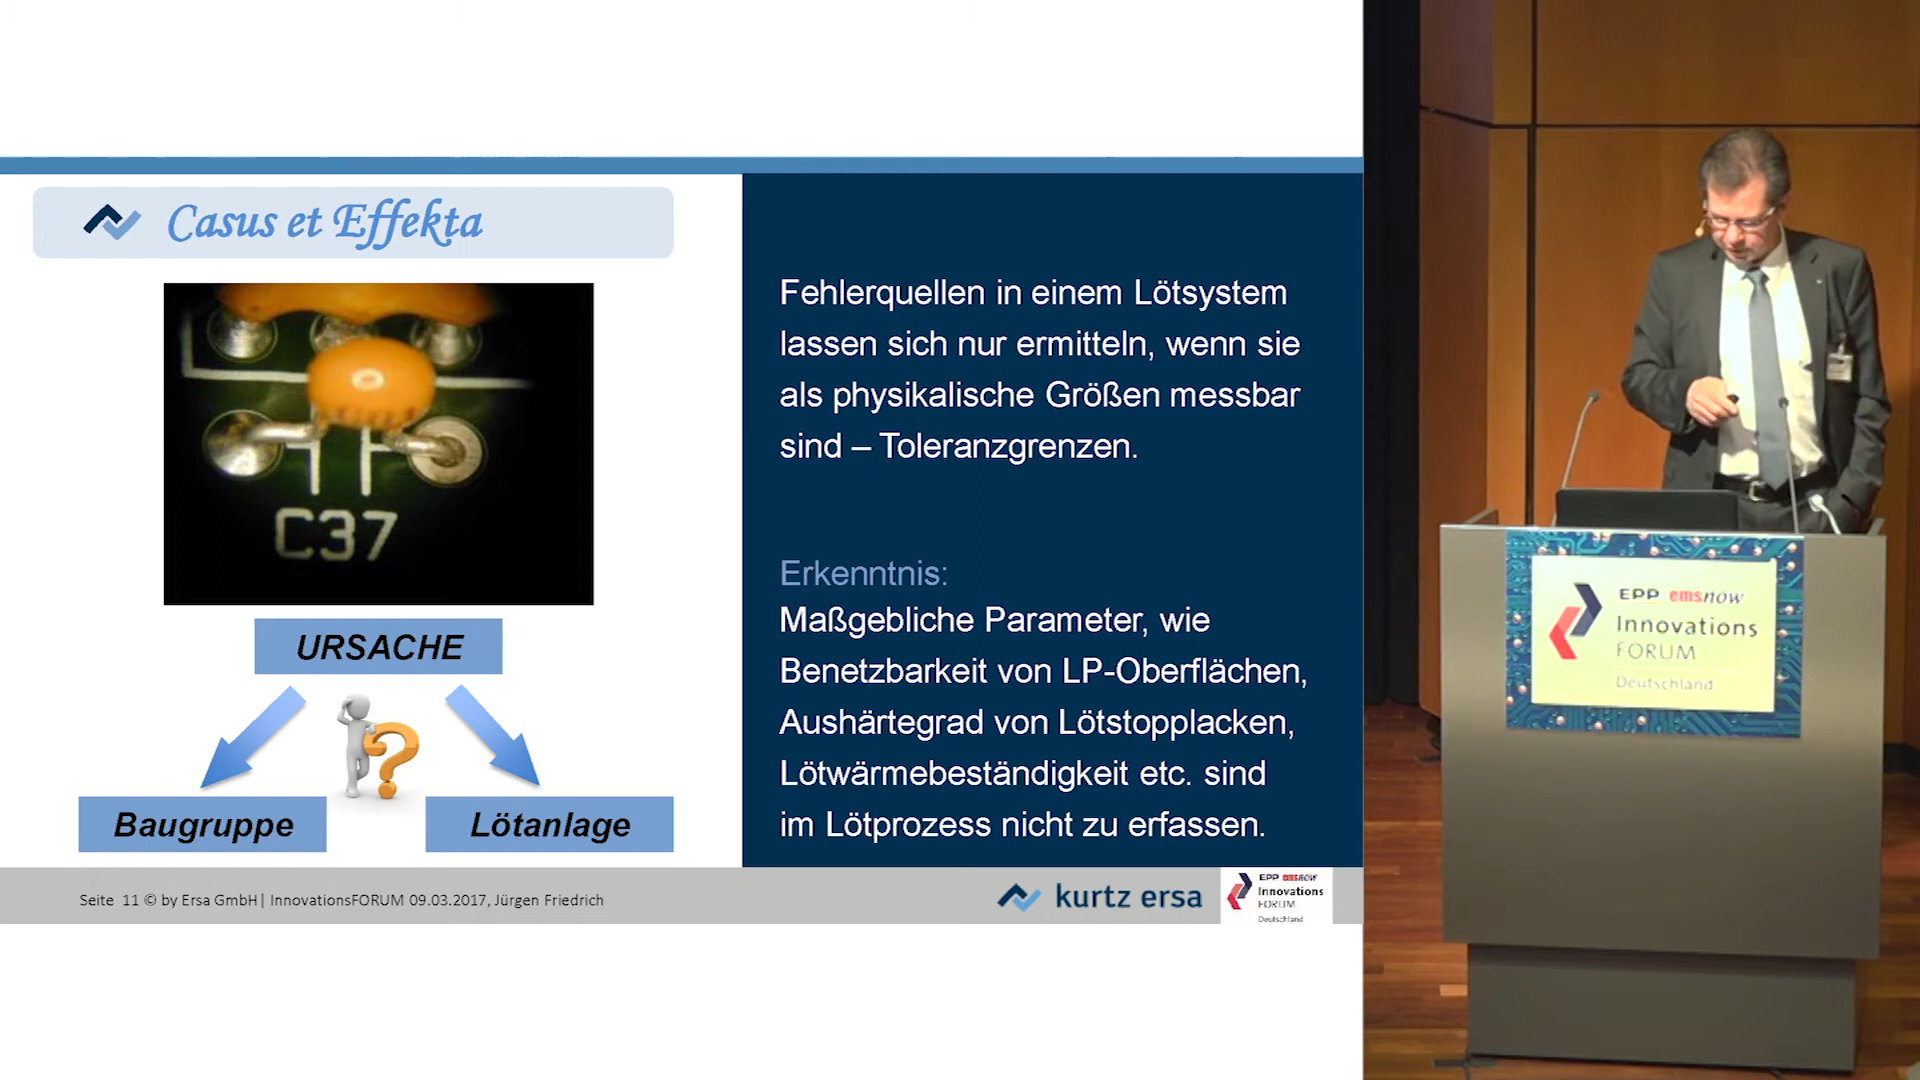 Casus et Effekta
C37
URSACHE
Baugruppe
Lötanlage
Fehlerquellen in einem Lötsystem
lassen sich nur ermitteln, wenn sie
als physikalische Größen messbar
sind – Toleranzgrenzen.
Erkenntnis:
Maßgebliche Parameter, wie
Benetzbarkeit von LP-Oberflächen,
Aushärtegrad von Lötstopplacken,
Lötwärmebeständigkeit etc. sind
im Lötprozess nicht zu erfassen.
Seite 11 © by Ersa GmbH| InnovationsFORUM 09.03.2017, Jürgen Friedrich
kurtz ersa
EPP emsnow
Innovations
FORUM
Deutschland
EPP emsnow
Innovations
FORUM
Deutschland